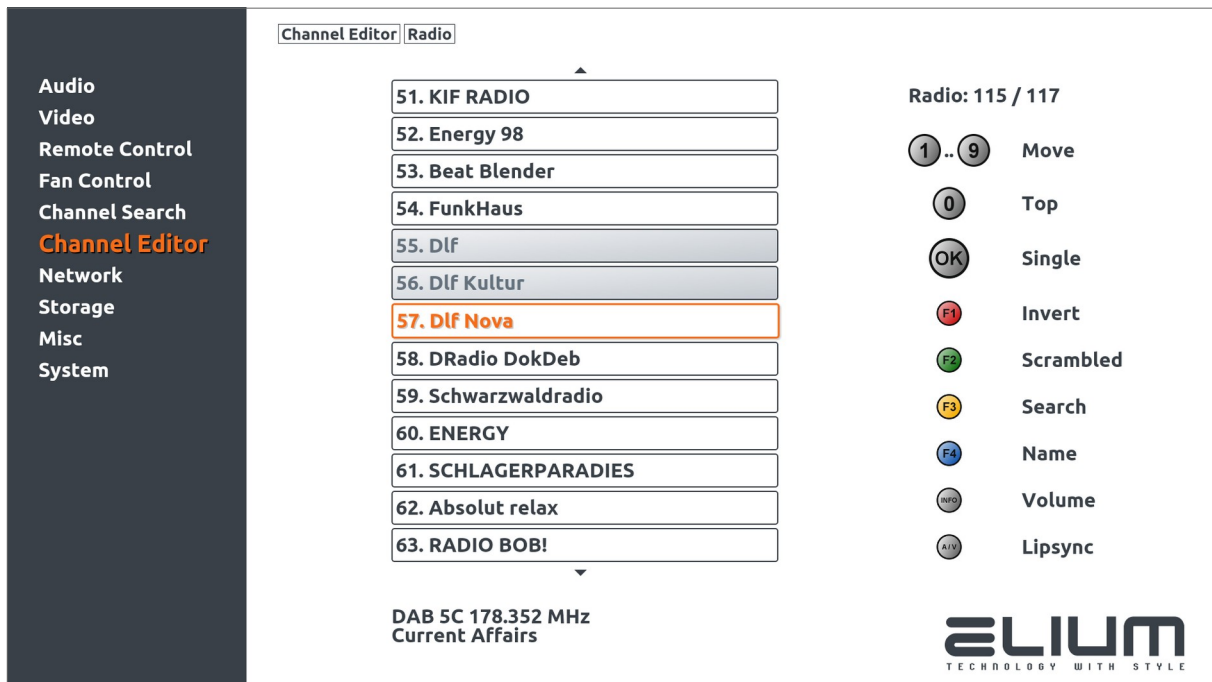 Channel Editor Radio
Audio
Video
Remote Control
Fan Control
Channel Search
Channel Editor
Network
Storage
Misc
System
51. KIF RADIO
52. Energy 98
53. Beat Blender
54. FunkHaus
55. Dlf
56. Dlf Kultur
57. Dlf Nova
58. DRadio DokDeb
59. Schwarzwaldradio
60. ENERGY
61. SCHLAGERPARADIES
62. Absolut relax
63. RADIO BOB!
DAB 5C 178.352 MHz
Current Affairs
Radio: 115 / 117
1 .. 9 Move
0 Top
OK Single
F1 Invert
F2 Scrambled
F3 Search
F4 Name
INFO Volume
A/V Lipsync
ELIUM
TECHNOLOGY WITH STYLE